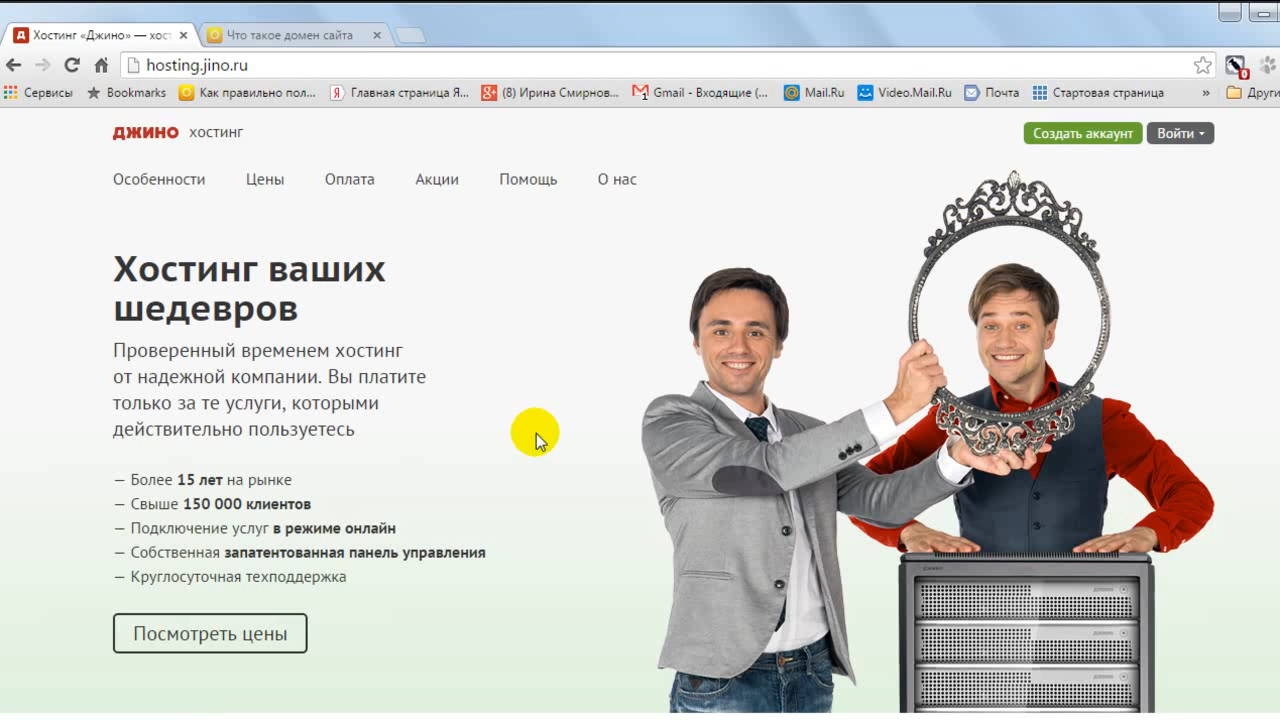 Хостинг «Джино» — хост
Что такое домен сайта
hosting.jino.ru
Сервисы
Bookmarks
Как правильно пол...
Главная страница Я...
(8) Ирина Смирнов...
Gmail - Входящие (...
Mail.Ru
Video.Mail.Ru
Почта
Стартовая страница
»
Други
джино хостинг
Создать аккаунт
Войти
Особенности
Цены
Оплата
Акции
Помощь
О нас
Хостинг ваших
шедевров
Проверенный временем хостинг
от надежной компании. Вы платите
только за те услуги, которыми
действительно пользуетесь
— Более 15 лет на рынке
— Свыше 150 000 клиентов
— Подключение услуг в режиме онлайн
— Собственная запатентованная панель управления
— Круглосуточная техподдержка
Посмотреть цены